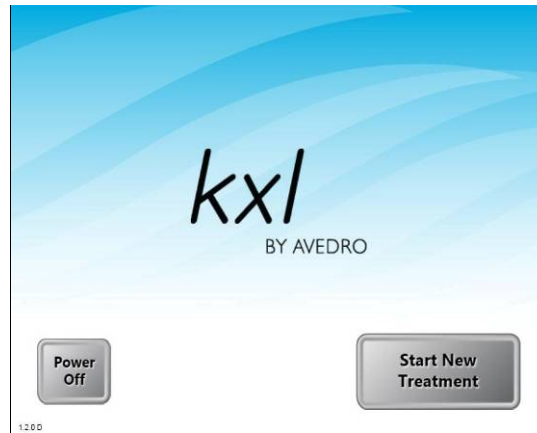 kxl
BY AVEDRO
Power
Off
Start New
Treatment
1.2.0 D